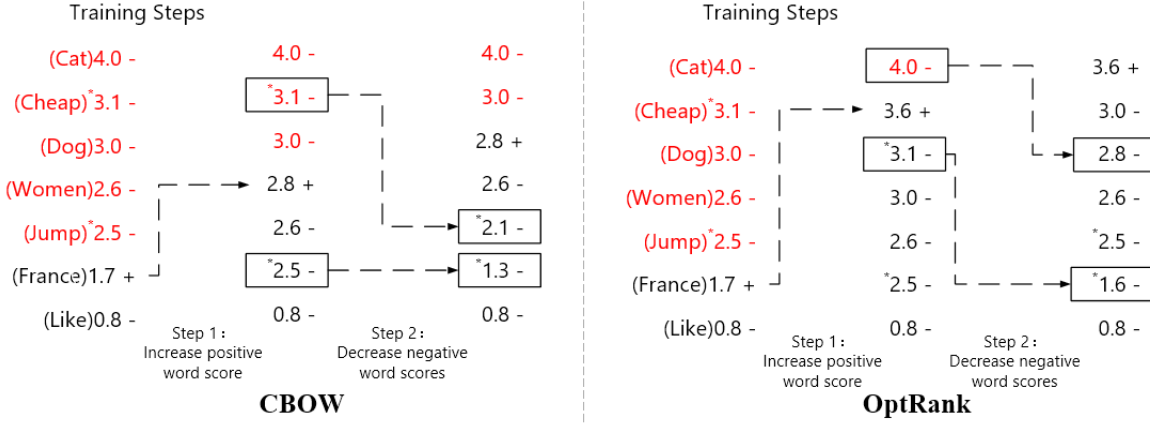 Training Steps
(Cat)4.0 -
(Cheap)*3.1 -
(Dog)3.0 -
(Women)2.6 -
(Jump)*2.5 -
(France)1.7 +
(Like)0.8 -
4.0 -
*3.1 -
3.0 -
2.8 +
2.6 -
*2.5 -
0.8 -
4.0 -
3.0 -
2.8 +
2.6 -
*2.1 -
*1.3 -
0.8 -
Step 1：
Increase positive
word score
Step 2：
Decrease negative
word scores
CBOW
Training Steps
(Cat)4.0 -
(Cheap)*3.1 -
(Dog)3.0 -
(Women)2.6 -
(Jump)*2.5 -
(France)1.7 +
(Like)0.8 -
4.0 -
3.6 +
*3.1 -
3.0 -
2.6 -
*2.5 -
0.8 -
3.6 +
3.0 -
2.8 -
2.6 -
*2.5 -
*1.6 -
0.8 -
Step 1：
Increase positive
word score
Step 2：
Decrease negative
word scores
OptRank